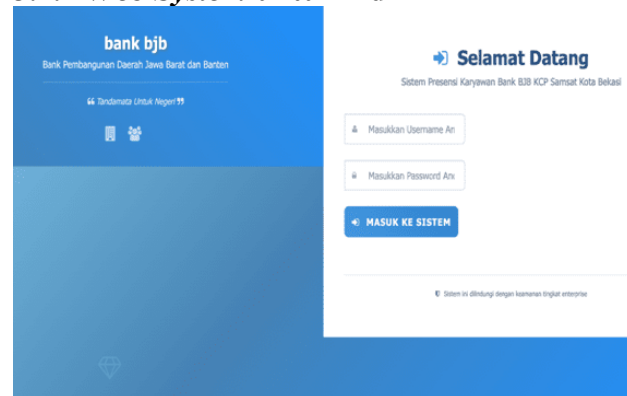 bank bjb
Bank Pembangunan Daerah Jawa Barat dan Banten
Tandamata Untuk Negeri
Selamat Datang
Sistem Presensi Karyawan Bank BJB KCP Samsat Kota Bekasi
Masukkan Username An
Masukkan Password An
MASUK KE SISTEM
Sistem ini dilindungi dengan keamanan tingkat enterprise